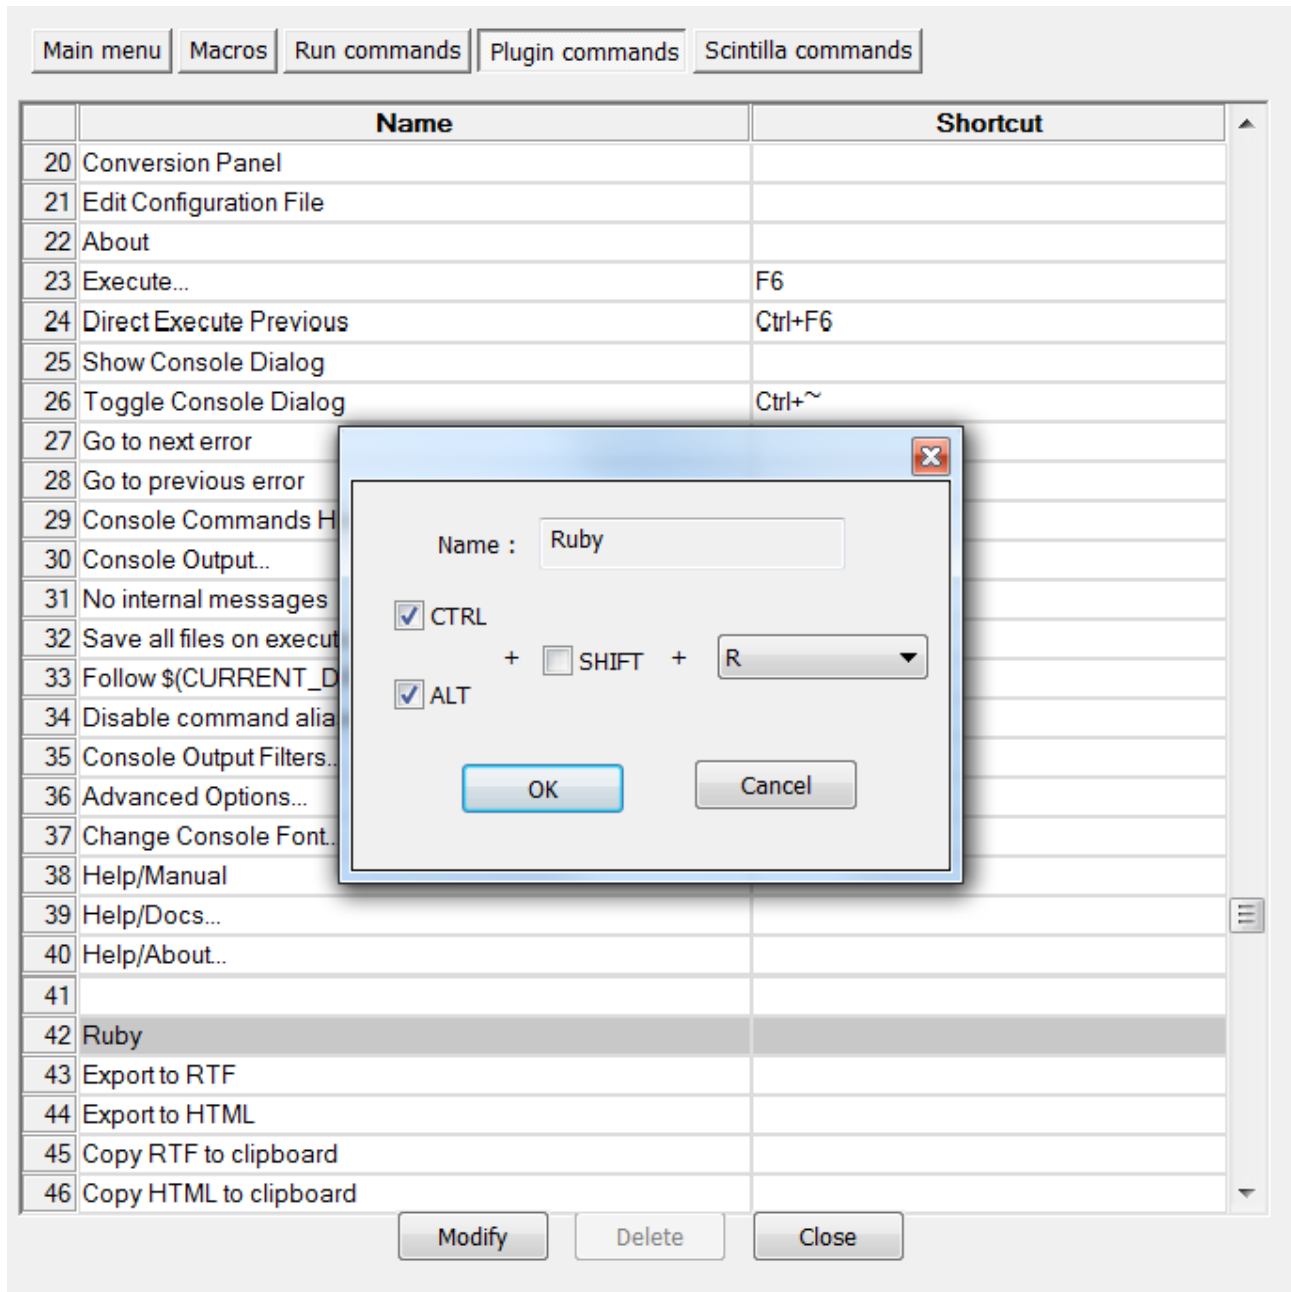 Main menu Macros Run commands Plugin commands Scintilla commands
Name Shortcut
20 Conversion Panel
21 Edit Configuration File
22 About
23 Execute... F6
24 Direct Execute Previous Ctrl+F6
25 Show Console Dialog
26 Toggle Console Dialog Ctrl+~
27 Go to next error
28 Go to previous error
29 Console Commands H
30 Console Output...
31 No internal messages
32 Save all files on execut
33 Follow $(CURRENT_D
34 Disable command alia
35 Console Output Filters..
36 Advanced Options...
37 Change Console Font..
38 Help/Manual
39 Help/Docs...
40 Help/About...
41
42 Ruby
43 Export to RTF
44 Export to HTML
45 Copy RTF to clipboard
46 Copy HTML to clipboard
Name : Ruby
CTRL
+ SHIFT + R
ALT
OK Cancel
Modify Delete Close